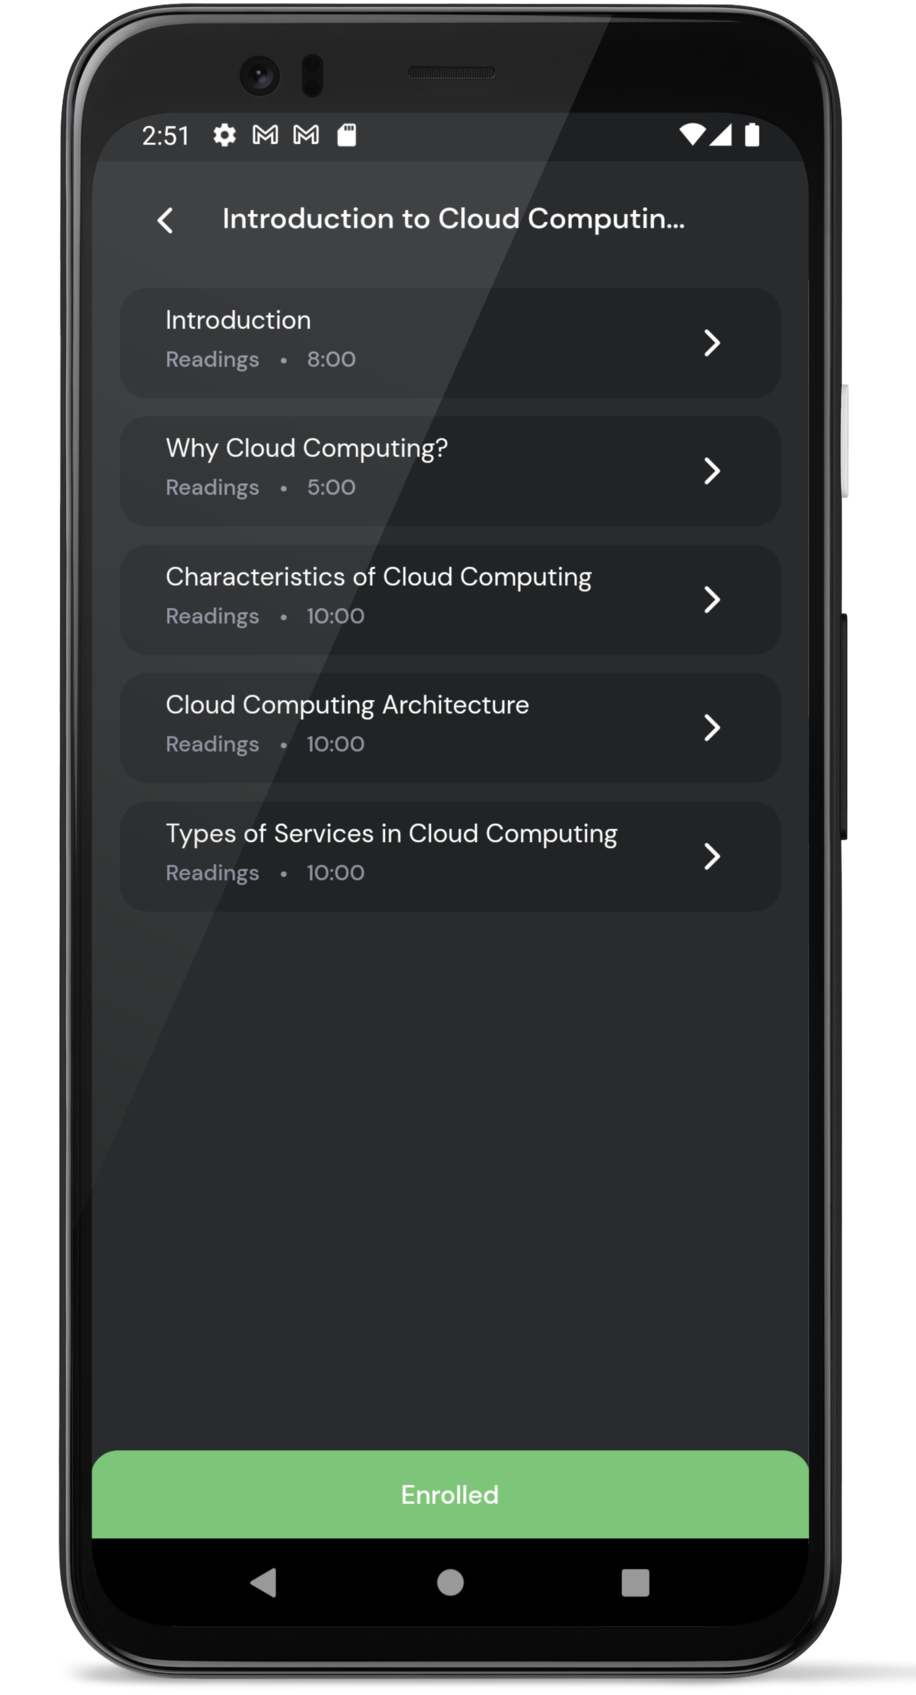 2:51
Introduction to Cloud Computin...
Introduction
Readings • 8:00
Why Cloud Computing?
Readings • 5:00
Characteristics of Cloud Computing
Readings • 10:00
Cloud Computing Architecture
Readings • 10:00
Types of Services in Cloud Computing
Readings • 10:00
Enrolled